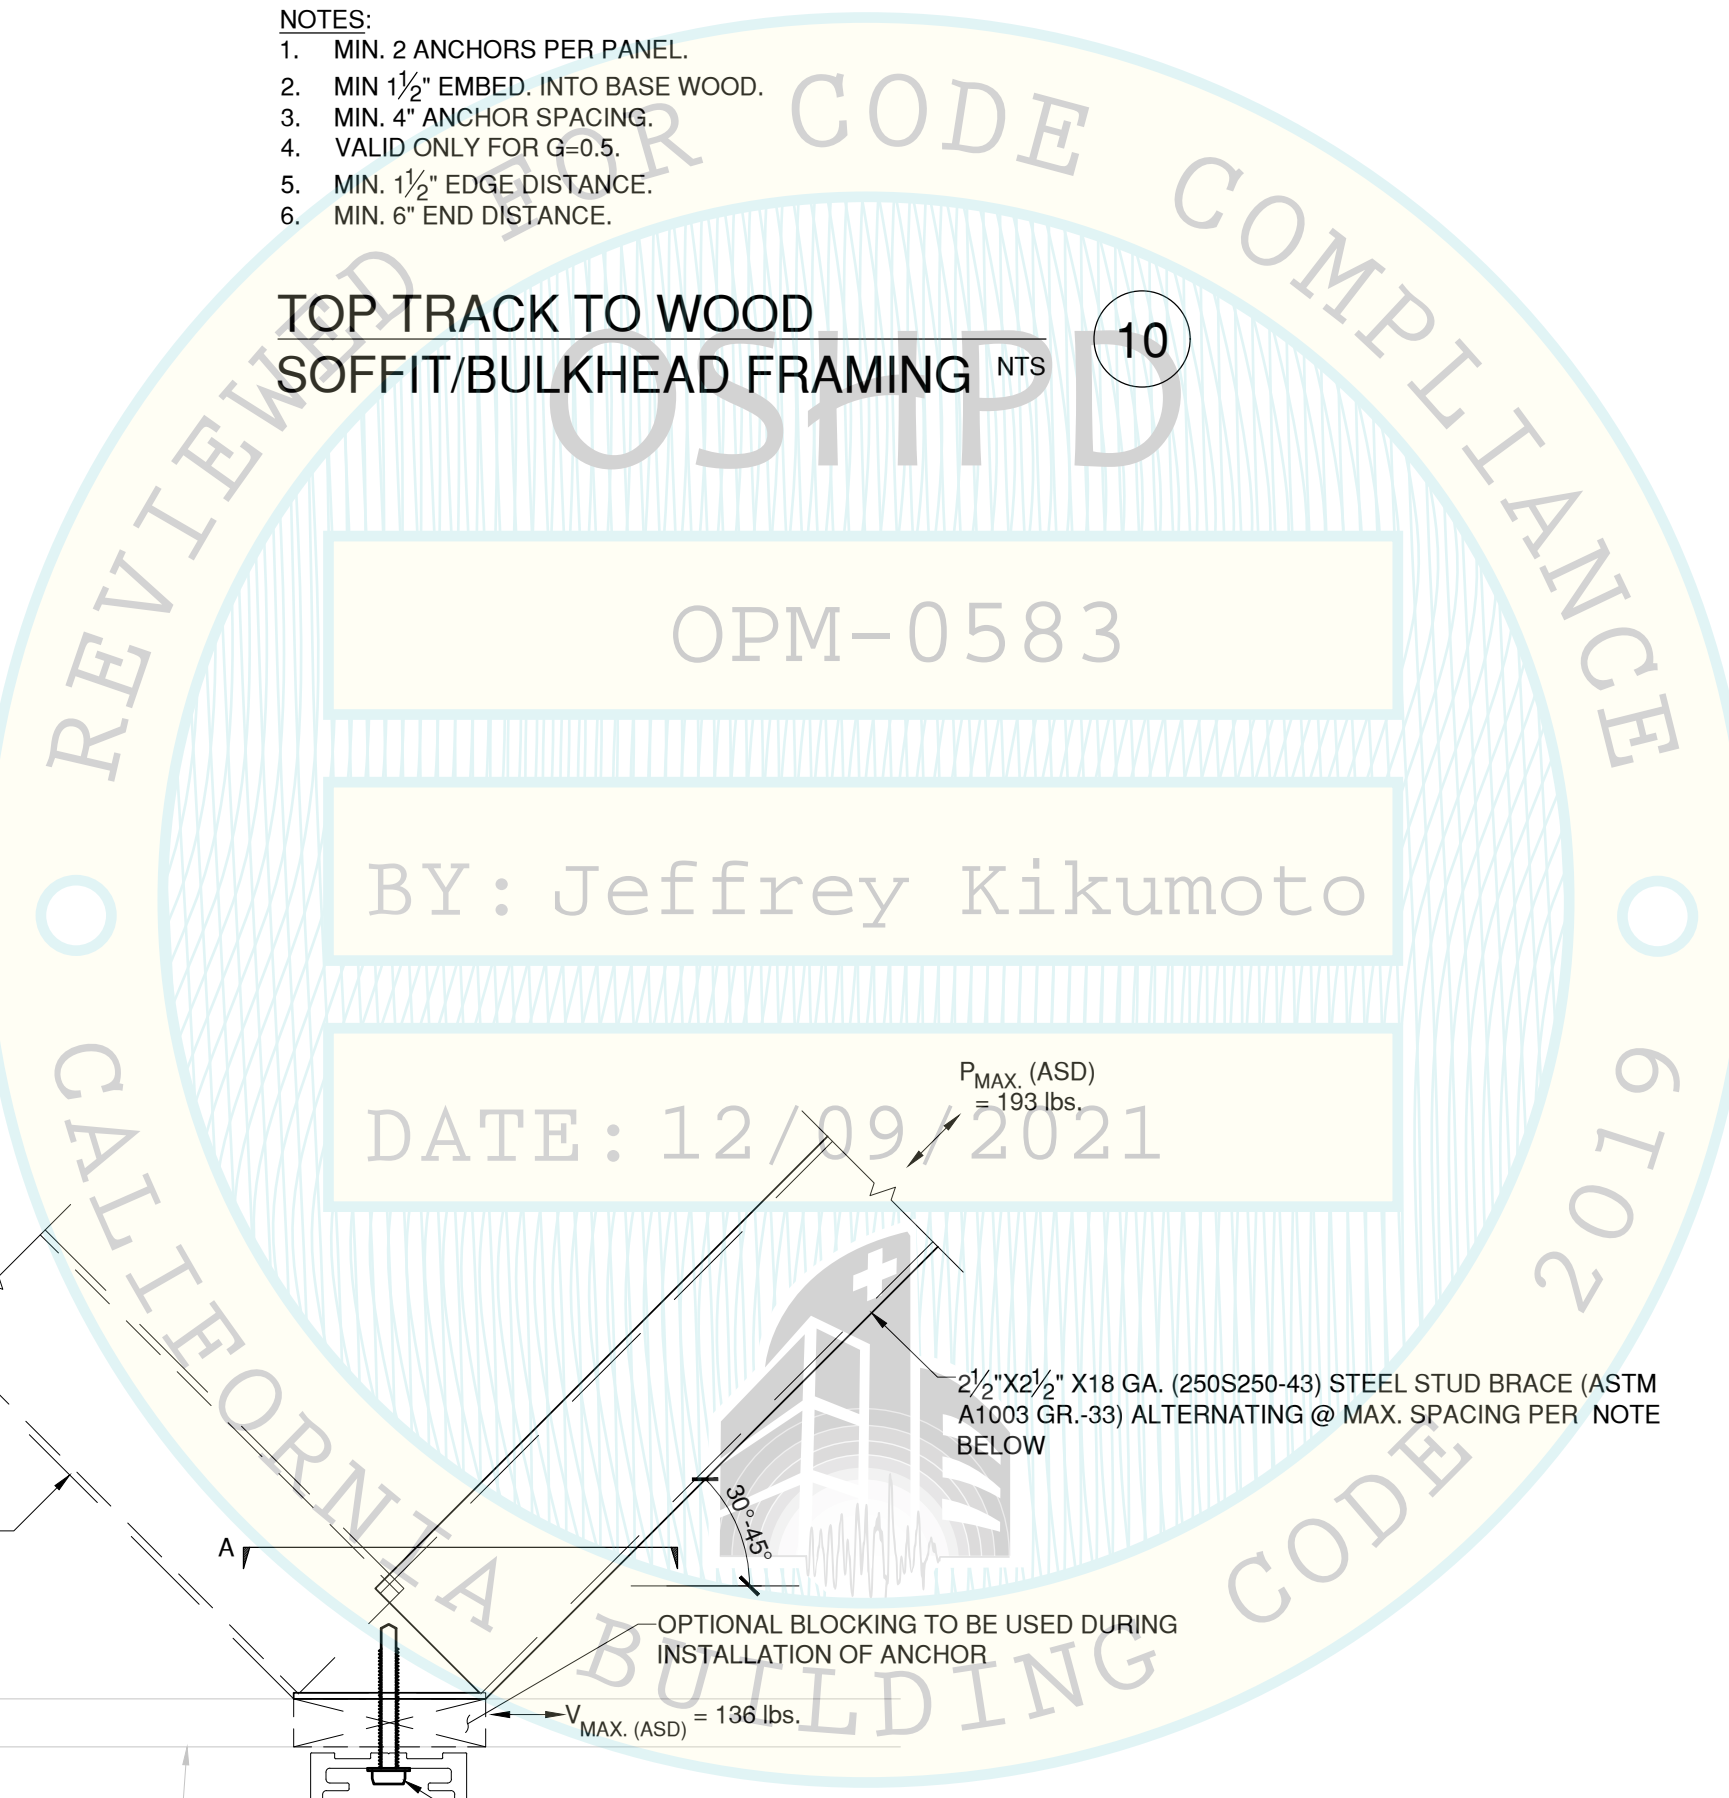 NOTES:
1. MIN. 2 ANCHORS PER PANEL.
2. MIN 1½" EMBED. INTO BASE WOOD.
3. MIN. 4" ANCHOR SPACING.
4. VALID ONLY FOR G=0.5.
5. MIN. 1½" EDGE DISTANCE.
6. MIN. 6" END DISTANCE.
TOP TRACK TO WOOD
SOFFIT/BULKHEAD FRAMING NTS
10
REVIEWED FOR CODE COMPLIANCE
OSHPD
OPM-0583
BY: Jeffrey Kikumoto
DATE: 12/09/2021
CALIFORNIA BUILDING CODE 2019
PMAX. (ASD)
= 193 lbs.
2½"X2½" X18 GA. (250S250-43) STEEL STUD BRACE (ASTM
A1003 GR.-33) ALTERNATING @ MAX. SPACING PER NOTE
BELOW
30°-45°
A
OPTIONAL BLOCKING TO BE USED DURING
INSTALLATION OF ANCHOR
VMAX. (ASD) = 136 lbs.